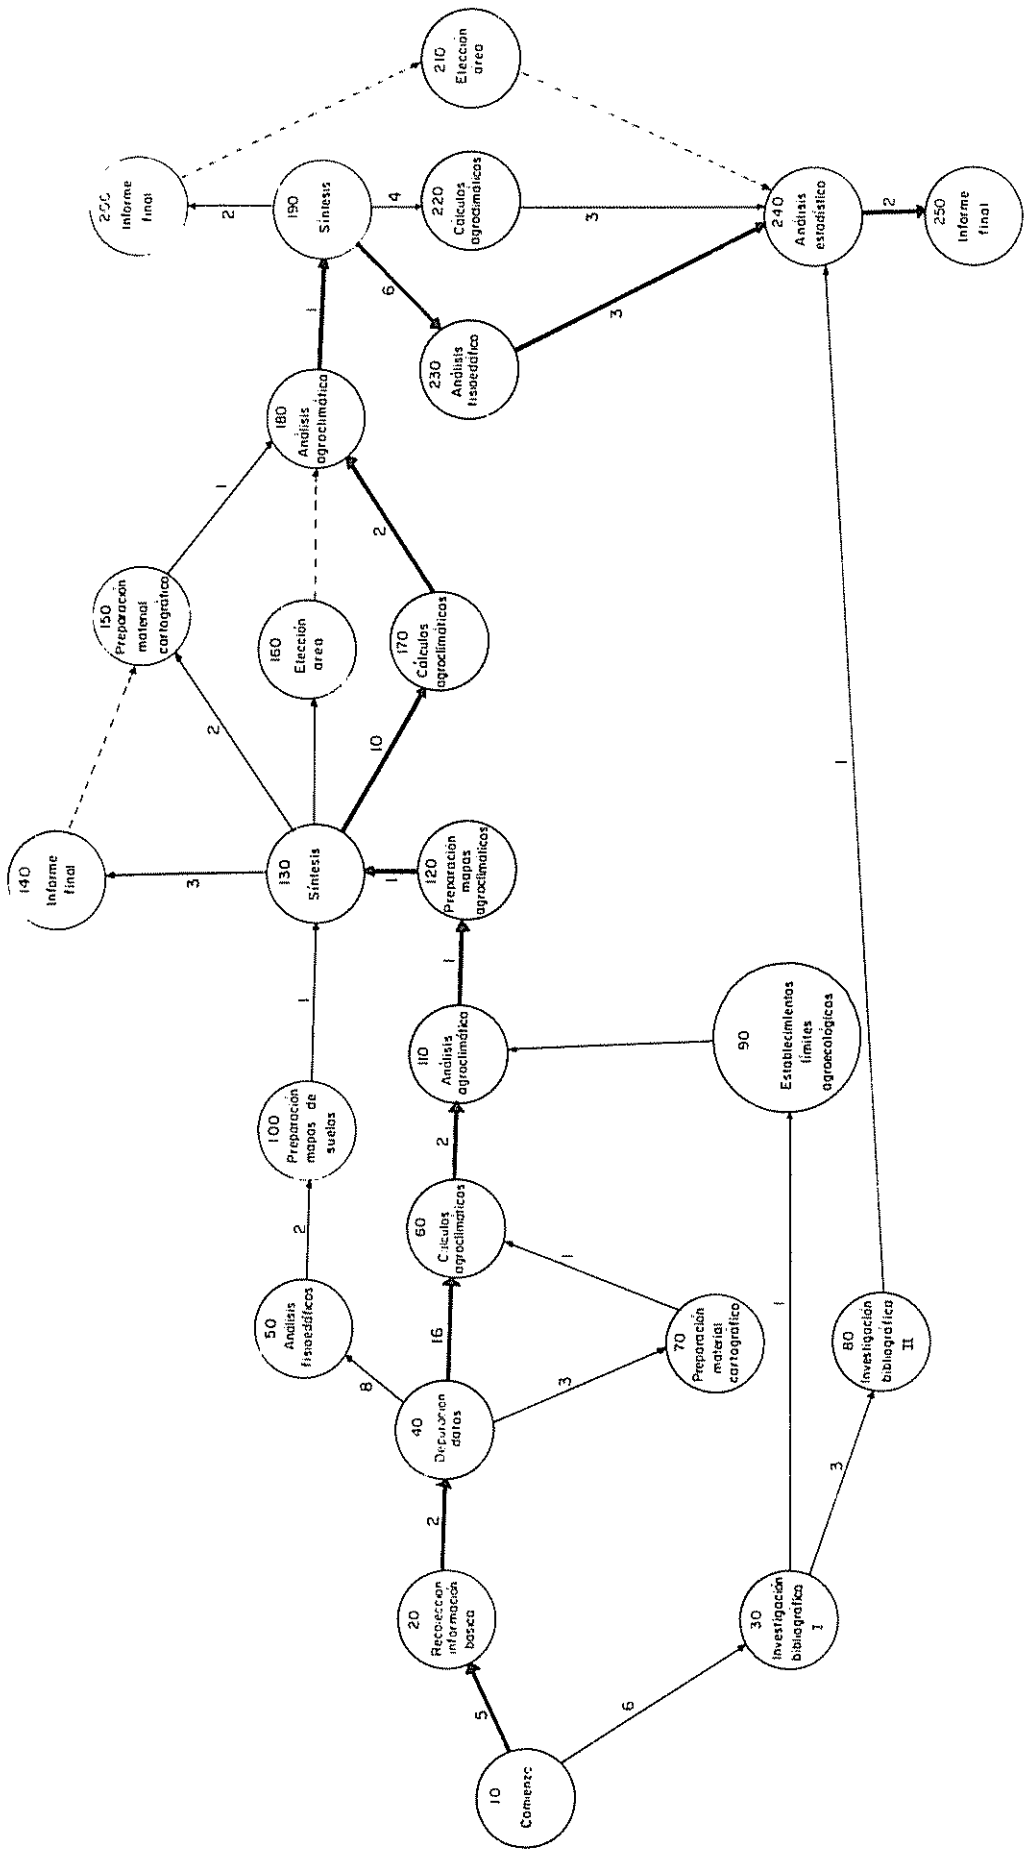 10
Comienzo
5
6
20
Recolección
información
básica
2
30
Investigación
bibliográfica
I
1
3
40
Depuración
datos
8
16
3
50
Análisis
fisioedáficos
2
60
Cálculos
agroclimáticos
2
70
Preparación
material
cartográfico
1
80
Investigación
bibliográfica
II
1
90
Establecimientos
límites
agroecológicos
100
Preparación
mapas de
suelos
1
110
Análisis
agroclimático
1
120
Preparación
mapas
agroclimáticos
1
130
Síntesis
3
2
10
140
Informe
final
150
Preparación
material
cartográfico
1
160
Elección
area
170
Cálculos
agroclimáticos
2
180
Análisis
agroclimático
1
190
Síntesis
2
4
6
200
Informe
final
210
Elección
area
220
Cálculos
agroclimáticos
3
230
Análisis
fisioedáfico
3
240
Análisis
estadístico
2
250
Informe
final